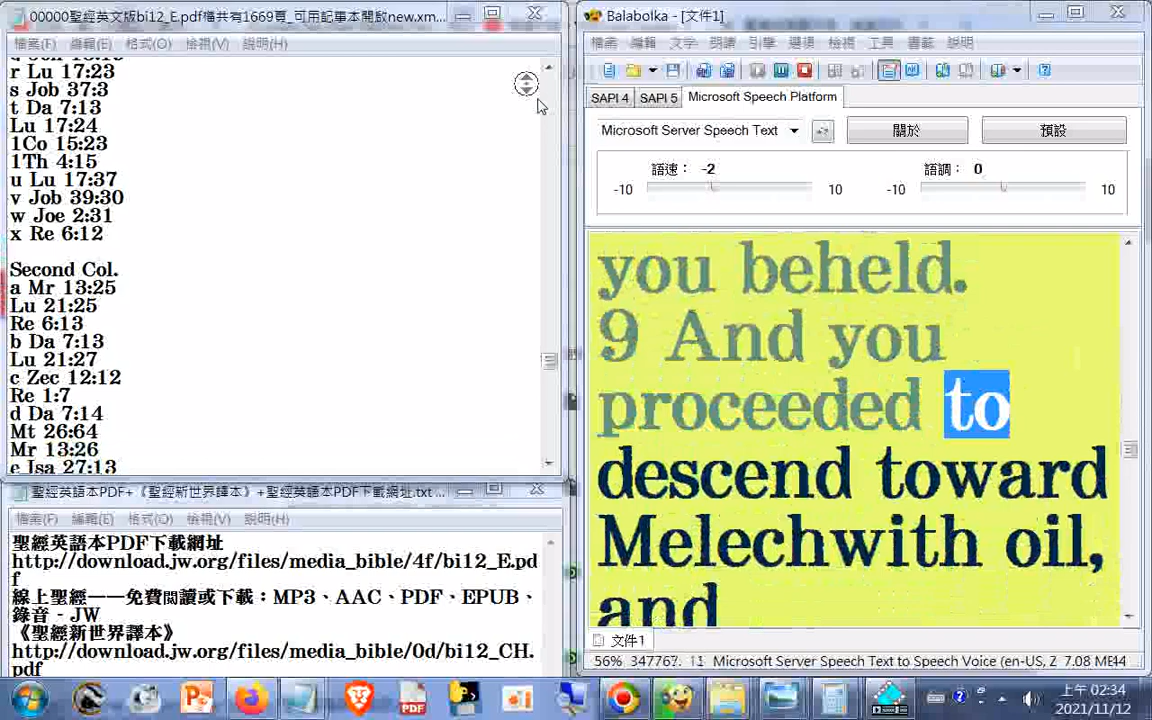 00000聖經英文版bi12_E.pdf檔共有1669頁_可用記事本開啟new.xm...
檔案(F) 編輯(E) 格式(O) 檢視(V) 說明(H)
r Lu 17:23
s Job 37:3
t Da 7:13
Lu 17:24
1Co 15:23
1Th 4:15
u Lu 17:37
v Job 39:30
w Joe 2:31
x Re 6:12
Second Col.
a Mr 13:25
Lu 21:25
Re 6:13
b Da 7:13
Lu 21:27
c Zec 12:12
Re 1:7
d Da 7:14
Mt 26:64
Mr 13:26
e Isa 27:13
聖經英語本PDF+《聖經新世界譯本》+聖經英語本PDF下載網址.txt ...
檔案(F) 編輯(E) 格式(O) 檢視(V) 說明(H)
聖經英語本PDF下載網址
http://download.jw.org/files/media_bible/4f/bi12_E.pd
f
線上聖經——免費閱讀或下載：MP3、AAC、PDF、EPUB、
錄音 - JW
《聖經新世界譯本》
http://download.jw.org/files/media_bible/0d/bi12_CH.
pdf
Balabolka - [文件1]
檔案 編輯 文字 朗讀 引擎 選項 檢視 工具 書籤 說明
SAPI 4 SAPI 5 Microsoft Speech Platform
Microsoft Server Speech Text 關於 預設
語速： -2 語調： 0
-10 10 -10 10
you beheld.
9 And you
proceeded to
descend toward
Melechwith oil,
and
文件1
56% 347767: 11 Microsoft Server Speech Text to Speech Voice (en-US, Z 7.08 ME44
PDF
上午 02:34
2021/11/12